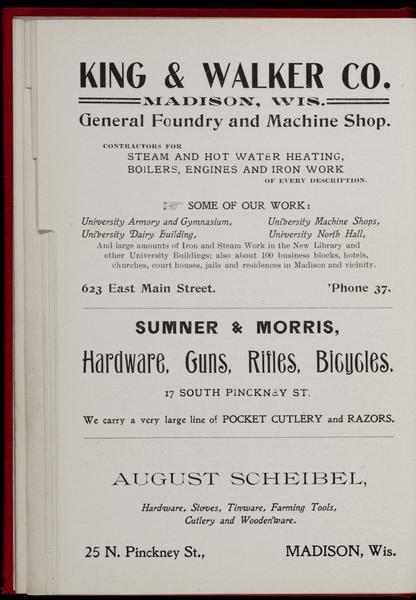 KING & WALKER CO.
MADISON, WIS.
General Foundry and Machine Shop.
CONTRACTORS FOR
STEAM AND HOT WATER HEATING,
BOILERS, ENGINES AND IRON WORK
OF EVERY DESCRIPTION.
☞ SOME OF OUR WORK:
University Armory and Gymnasium, University Machine Shops,
University Dairy Building, University North Hall,
And large amounts of Iron and Steam Work in the New Library and
other University Buildings; also about 100 business blocks, hotels,
churches, court houses, jails and residences in Madison and vicinity.
623 East Main Street. 'Phone 37.
SUMNER & MORRIS,
Hardware, Guns, Rifles, Bicycles.
17 SOUTH PINCKNEY ST.
We carry a very large line of POCKET CUTLERY and RAZORS.
AUGUST SCHEIBEL,
Hardware, Stoves, Tinware, Farming Tools,
Cutlery and Woodenware.
25 N. Pinckney St., MADISON, Wis.